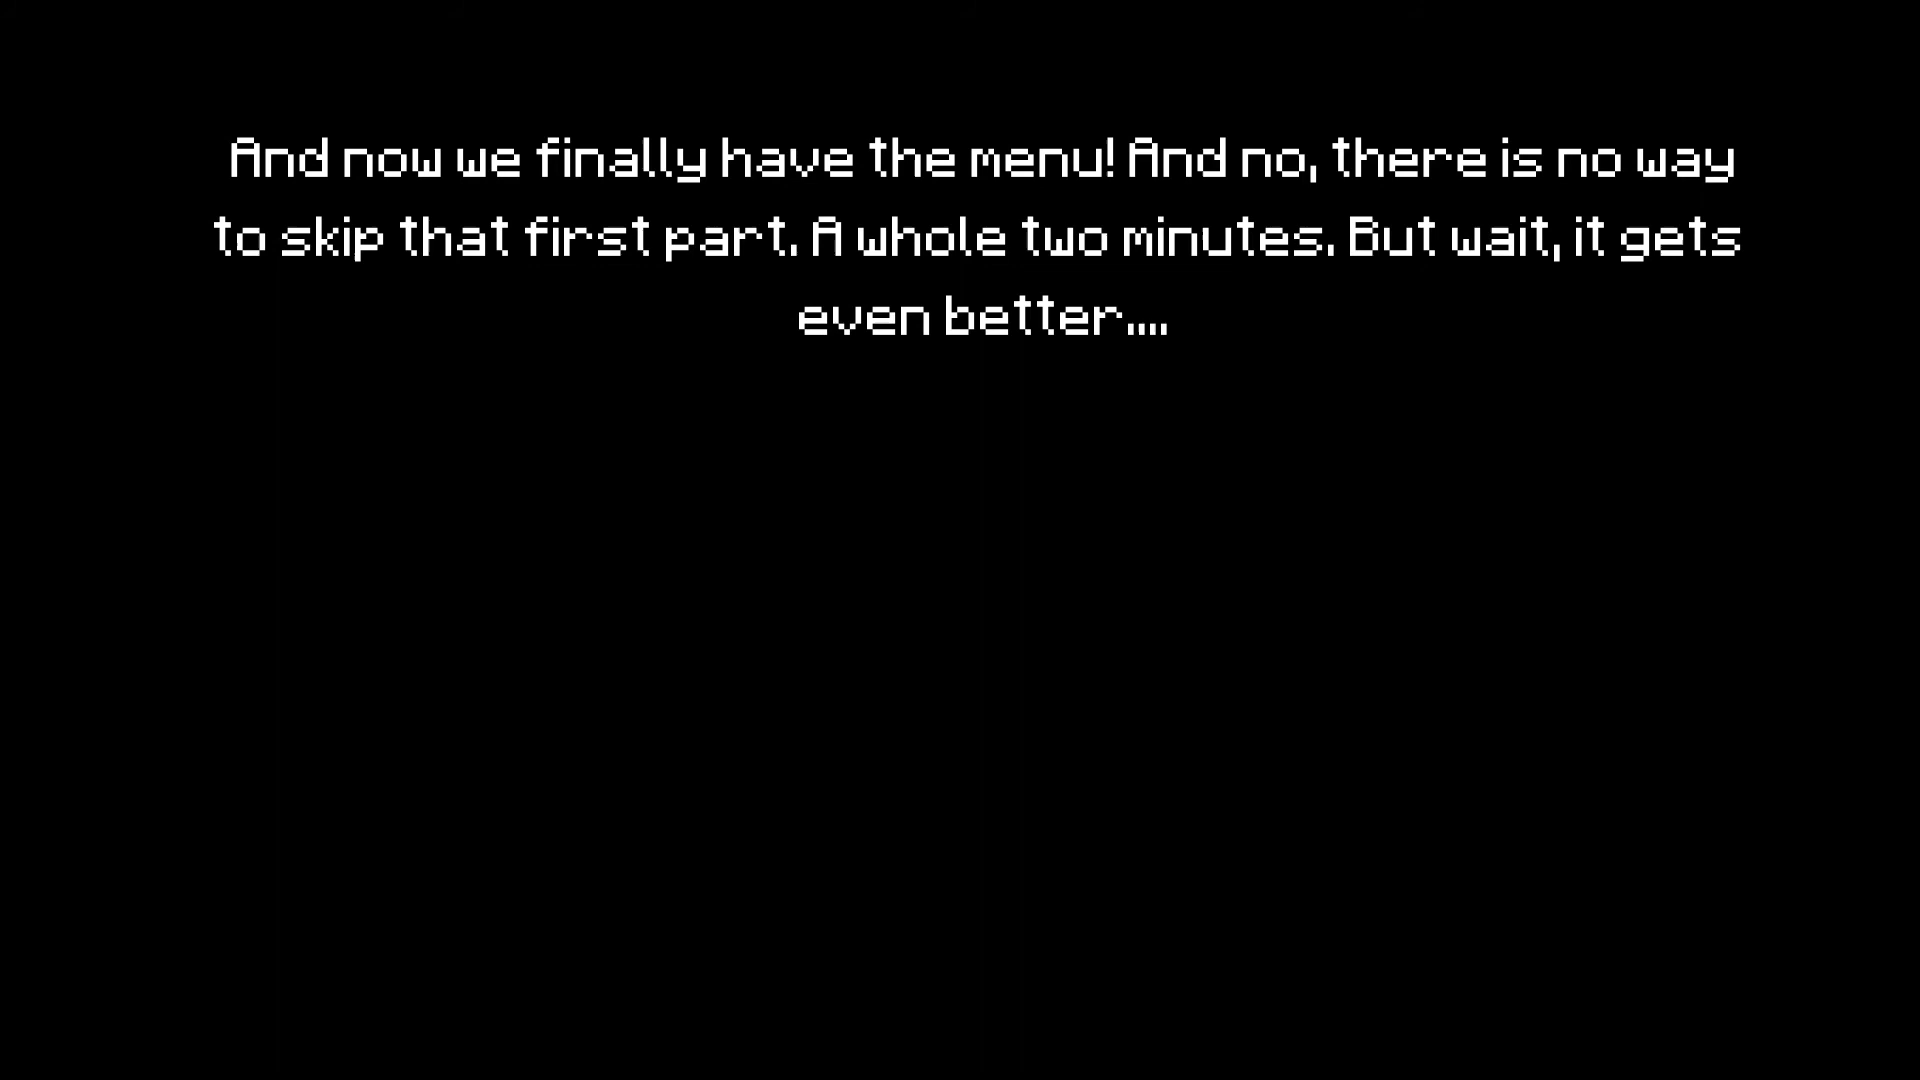 And now we finally have the menu! And no, there is no way
to skip that first part. A whole two minutes. But wait, it gets
even better....